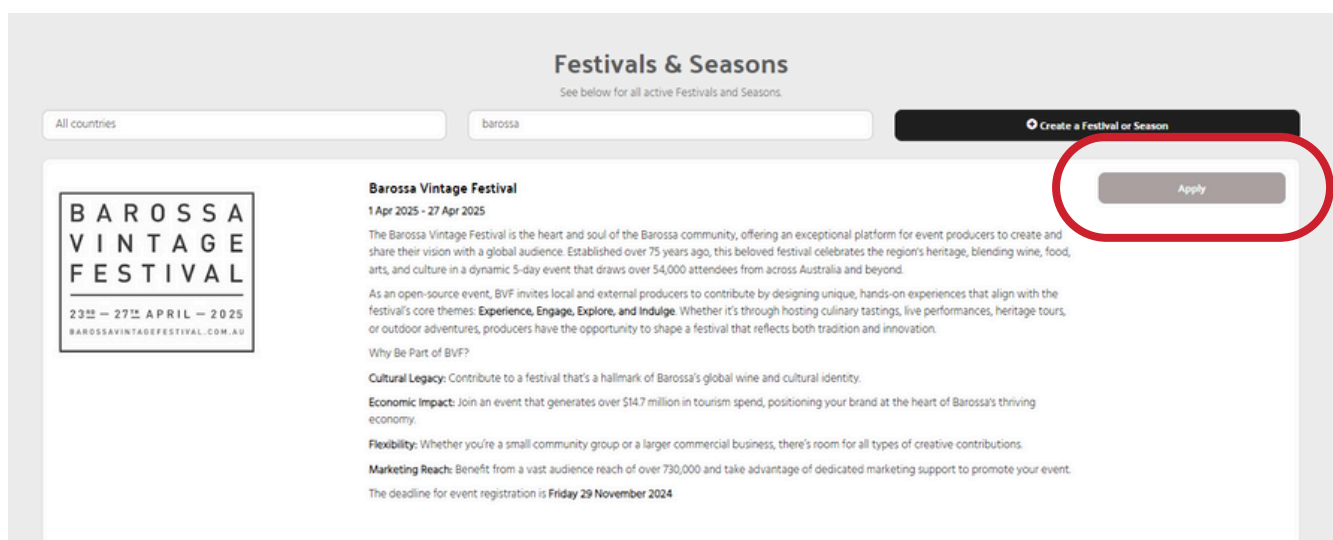 Festivals & Seasons
See below for all active Festivals and Seasons.
All countries
barossa
Create a Festival or Season
BAROSSA
VINTAGE
FESTIVAL
23RD — 27TH APRIL — 2025
BAROSSAVINTAGEFESTIVAL.COM.AU
Barossa Vintage Festival
1 Apr 2025 - 27 Apr 2025
The Barossa Vintage Festival is the heart and soul of the Barossa community, offering an exceptional platform for event producers to create and
share their vision with a global audience. Established over 75 years ago, this beloved festival celebrates the region's heritage, blending wine, food,
arts, and culture in a dynamic 5-day event that draws over 54,000 attendees from across Australia and beyond.
As an open-source event, BVF invites local and external producers to contribute by designing unique, hands-on experiences that align with the
festival's core themes: Experience, Engage, Explore, and Indulge. Whether it's through hosting culinary tastings, live performances, heritage tours,
or outdoor adventures, producers have the opportunity to shape a festival that reflects both tradition and innovation.
Why Be Part of BVF?
Cultural Legacy: Contribute to a festival that's a hallmark of Barossa's global wine and cultural identity.
Economic Impact: Join an event that generates over $14.7 million in tourism spend, positioning your brand at the heart of Barossa's thriving
economy.
Flexibility: Whether you're a small community group or a larger commercial business, there's room for all types of creative contributions.
Marketing Reach: Benefit from a vast audience reach of over 730,000 and take advantage of dedicated marketing support to promote your event.
The deadline for event registration is Friday 29 November 2024
Apply